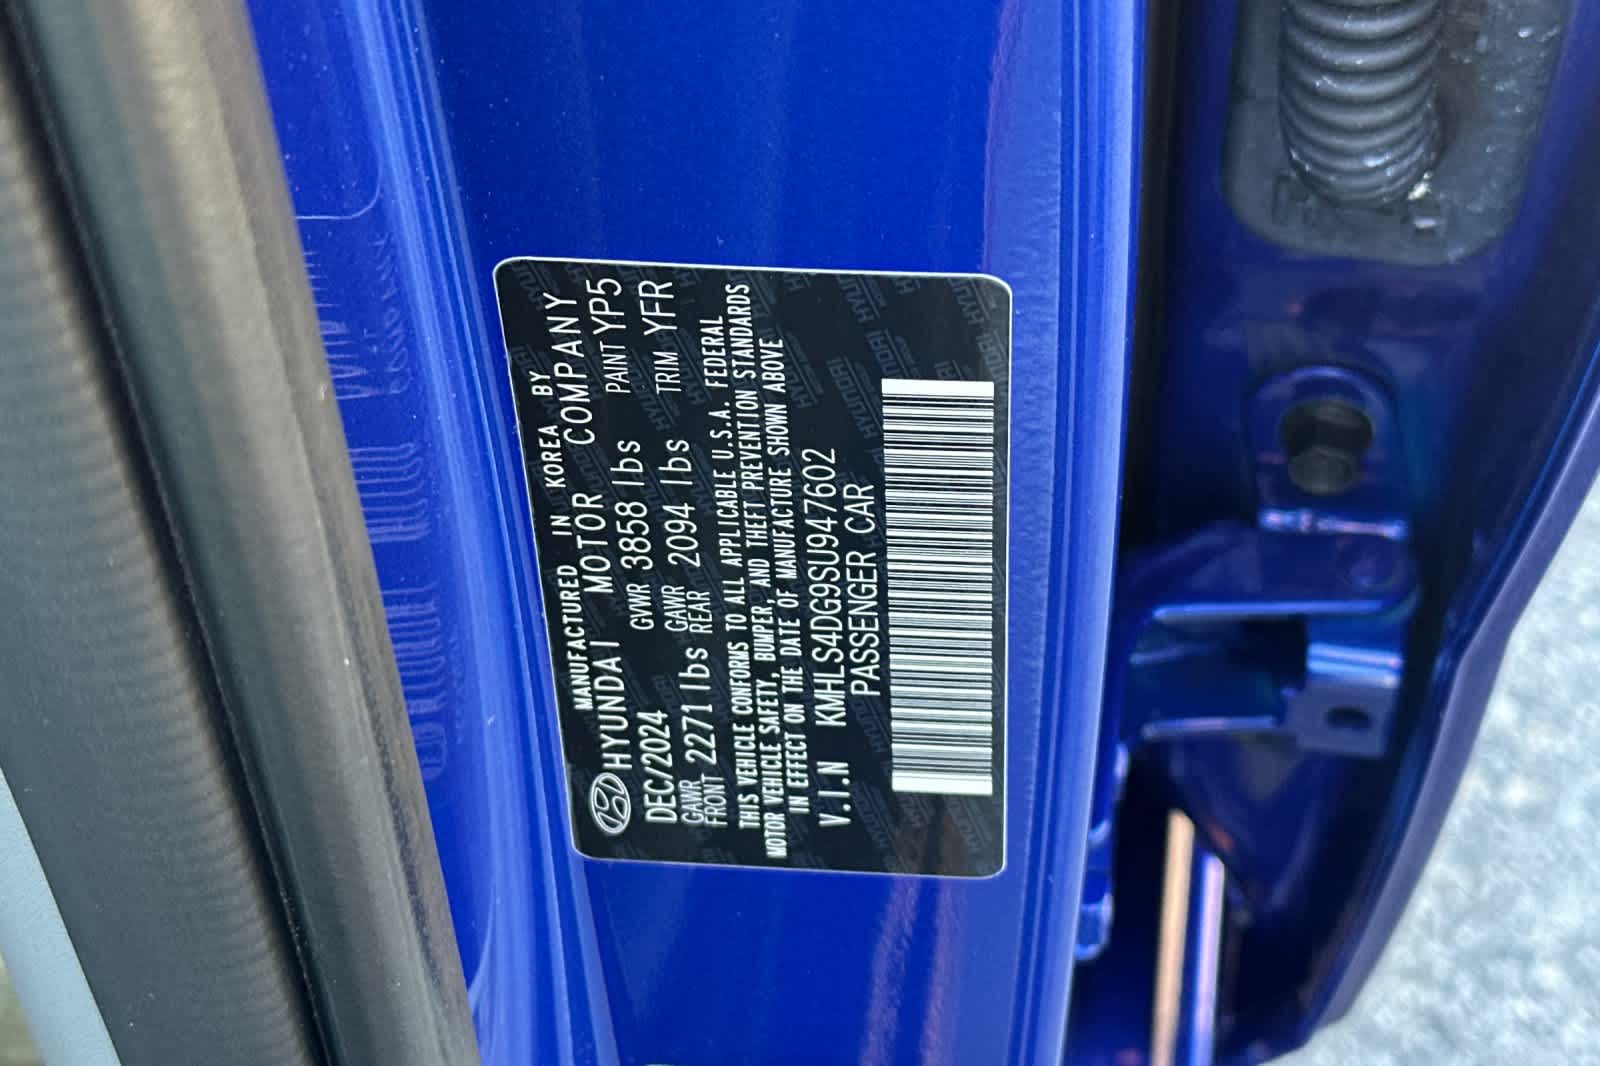 MANUFACTURED IN KOREA BY
HYUNDAI MOTOR COMPANY
DEC/2024 GVWR 3858 lbs PAINT YP5
GAWR FRONT 2271 lbs GAWR REAR 2094 lbs TRIM YFR
THIS VEHICLE CONFORMS TO ALL APPLICABLE U.S.A. FEDERAL
MOTOR VEHICLE SAFETY, BUMPER, AND THEFT PREVENTION STANDARDS
IN EFFECT ON THE DATE OF MANUFACTURE SHOWN ABOVE
V.I.N KMHLS4DG9SU947602
PASSENGER CAR